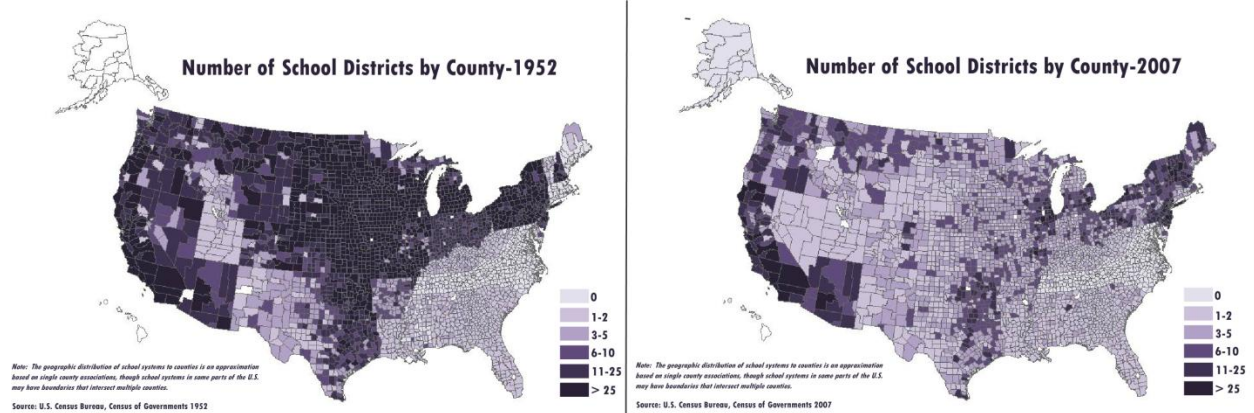 Number of School Districts by County-1952
0
1-2
3-5
6-10
11-25
> 25
Note: The geographic distribution of school systems to counties is an approximation
based on single county associations, though school systems in some parts of the U.S.
may have boundaries that intersect multiple counties.
Source: U.S. Census Bureau, Census of Governments 1952
Number of School Districts by County-2007
0
1-2
3-5
6-10
11-25
> 25
Note: The geographic distribution of school systems to counties is an approximation
based on single county associations, though school systems in some parts of the U.S.
may have boundaries that intersect multiple counties.
Source: U.S. Census Bureau, Census of Governments 2007